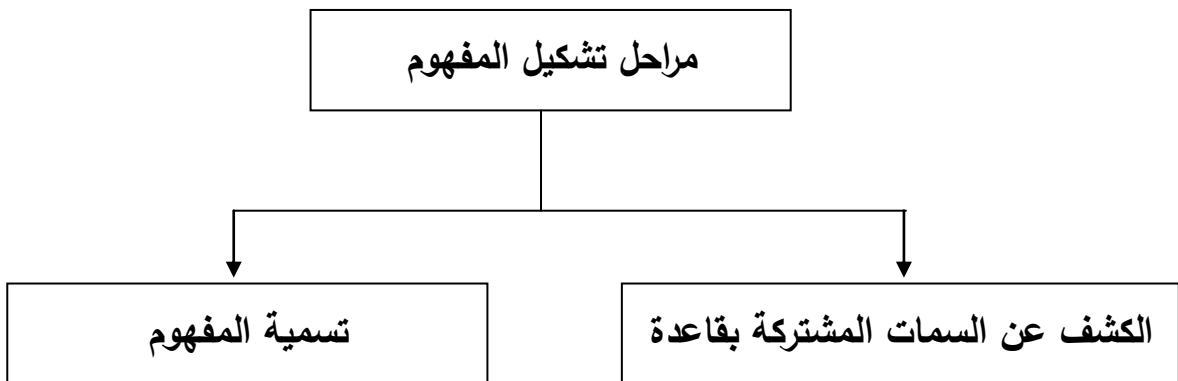 مراحل تشكيل المفهوم
الكشف عن السمات المشتركة بقاعدة
تسمية المفهوم